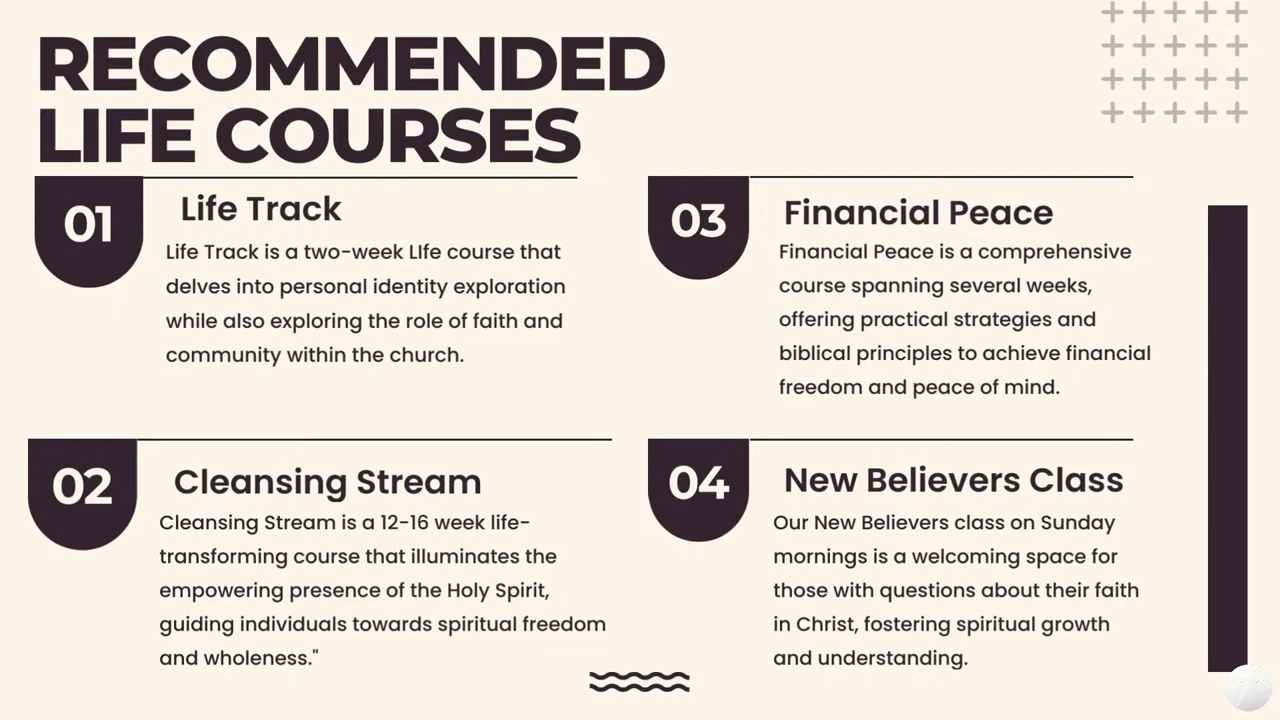 RECOMMENDED
LIFE COURSES
01
Life Track
Life Track is a two-week LIfe course that
delves into personal identity exploration
while also exploring the role of faith and
community within the church.
02
Cleansing Stream
Cleansing Stream is a 12-16 week life-
transforming course that illuminates the
empowering presence of the Holy Spirit,
guiding individuals towards spiritual freedom
and wholeness."
03
Financial Peace
Financial Peace is a comprehensive
course spanning several weeks,
offering practical strategies and
biblical principles to achieve financial
freedom and peace of mind.
04
New Believers Class
Our New Believers class on Sunday
mornings is a welcoming space for
those with questions about their faith
in Christ, fostering spiritual growth
and understanding.